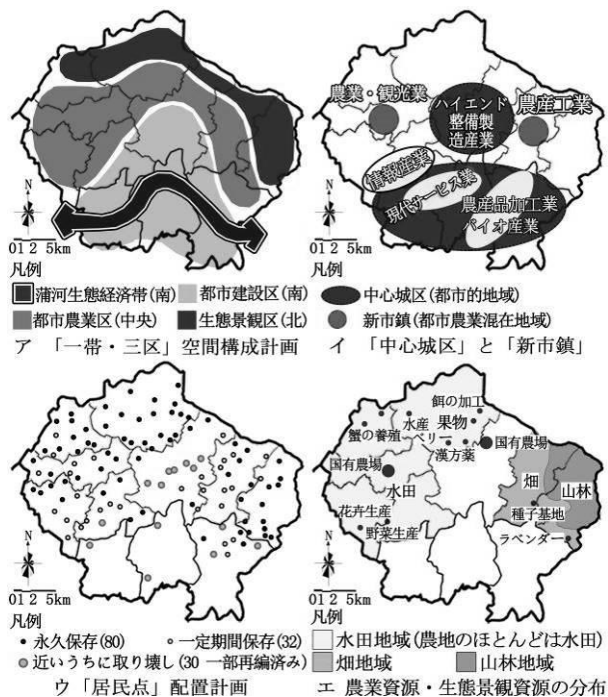 農業・観光業
ハイエンド
整備製
造産業
農産工業
情報産業
現代サービス業
農産品加工業
バイオ産業
N
01 2 5km
凡例
N
01 2 5km
凡例
蒲河生態経済帯(南)
都市建設区(南)
都市農業区(中央)
生態景観区(北)
中心城区(都市的地域)
新市鎮(都市農業混在地域)
ア 「一帯・三区」空間構成計画
イ 「中心城区」と「新市鎮」
餌の加工
水産
果物
蟹の養殖
ベリー
国有農場
漢方薬
国有農場
畑
山林
水田
種子基地
花卉生産
野菜生産
ラベンダー
N
01 2 5km
凡例
N
01 2 5km
凡例
永久保存(80)
一定期間保存(32)
近いうちに取り壊し(30 一部再編済み)
水田地域(農地のほとんどは水田)
畑地域
山林地域
ウ 「居民点」配置計画
エ 農業資源・生態景観資源の分布